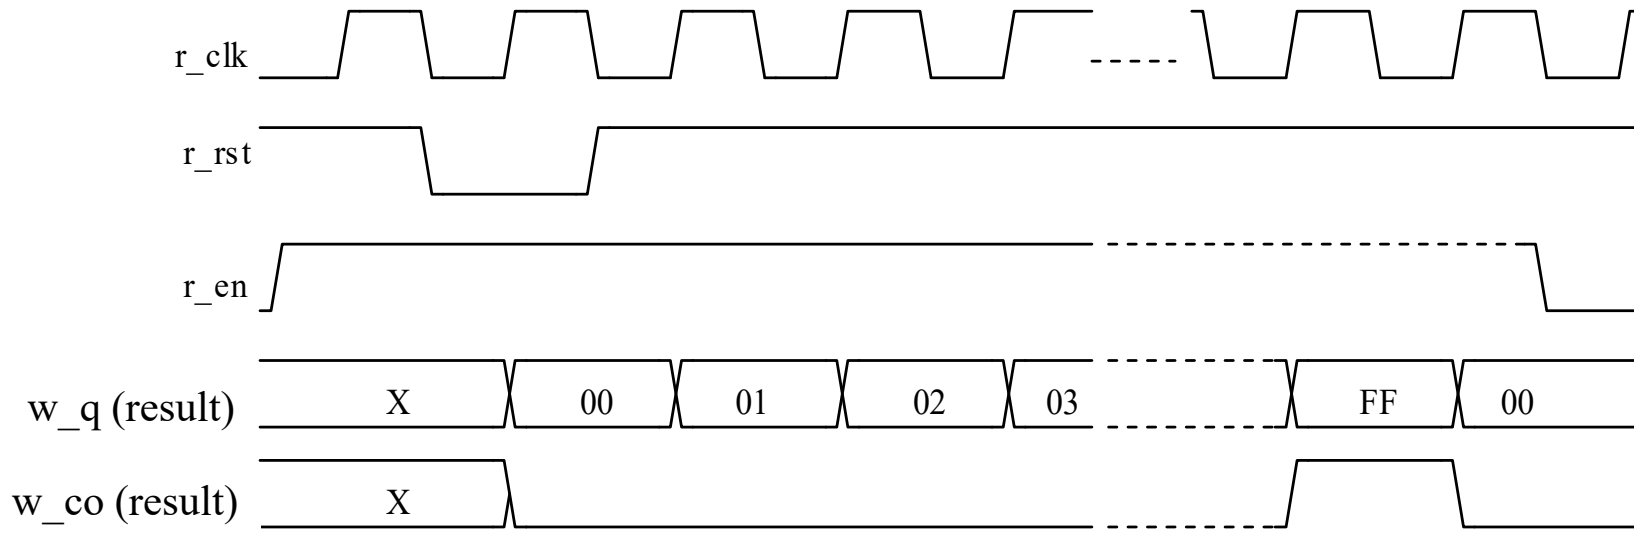 r_clk
r_rst
r_en
w_q (result) X 00 01 02 03 FF 00
w_co (result) X